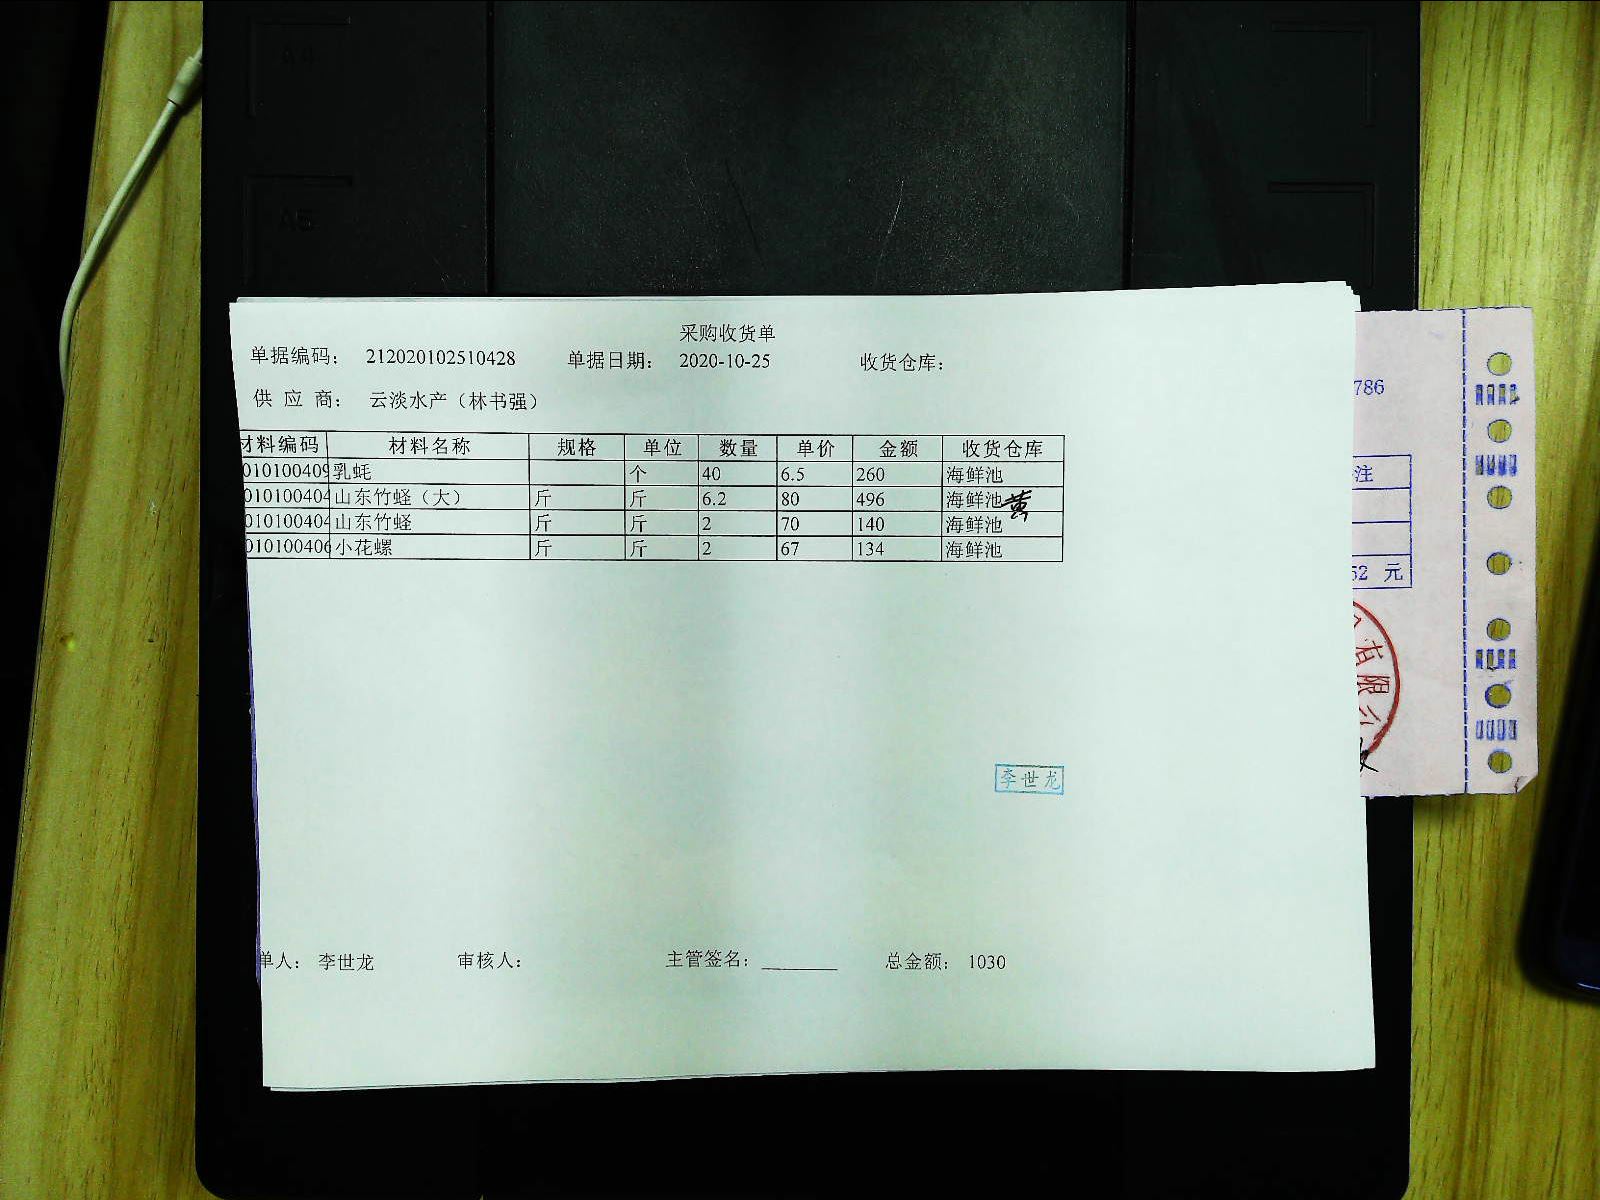 A4
A5
采购收货单
单据编码： 212020102510428 单据日期： 2020-10-25 收货仓库：
供 应 商： 云淡水产（林书强）
材料编码 材料名称 规格 单位 数量 单价 金额 收货仓库
010100409 乳蚝 个 40 6.5 260 海鲜池
010100404 山东竹蛏（大） 斤 斤 6.2 80 496 海鲜池
黄
010100404 山东竹蛏 斤 斤 2 70 140 海鲜池
010100406 小花螺 斤 斤 2 67 134 海鲜池
李世龙
单人： 李世龙 审核人： 主管签名： 总金额： 1030
786
注
52 元
有限公